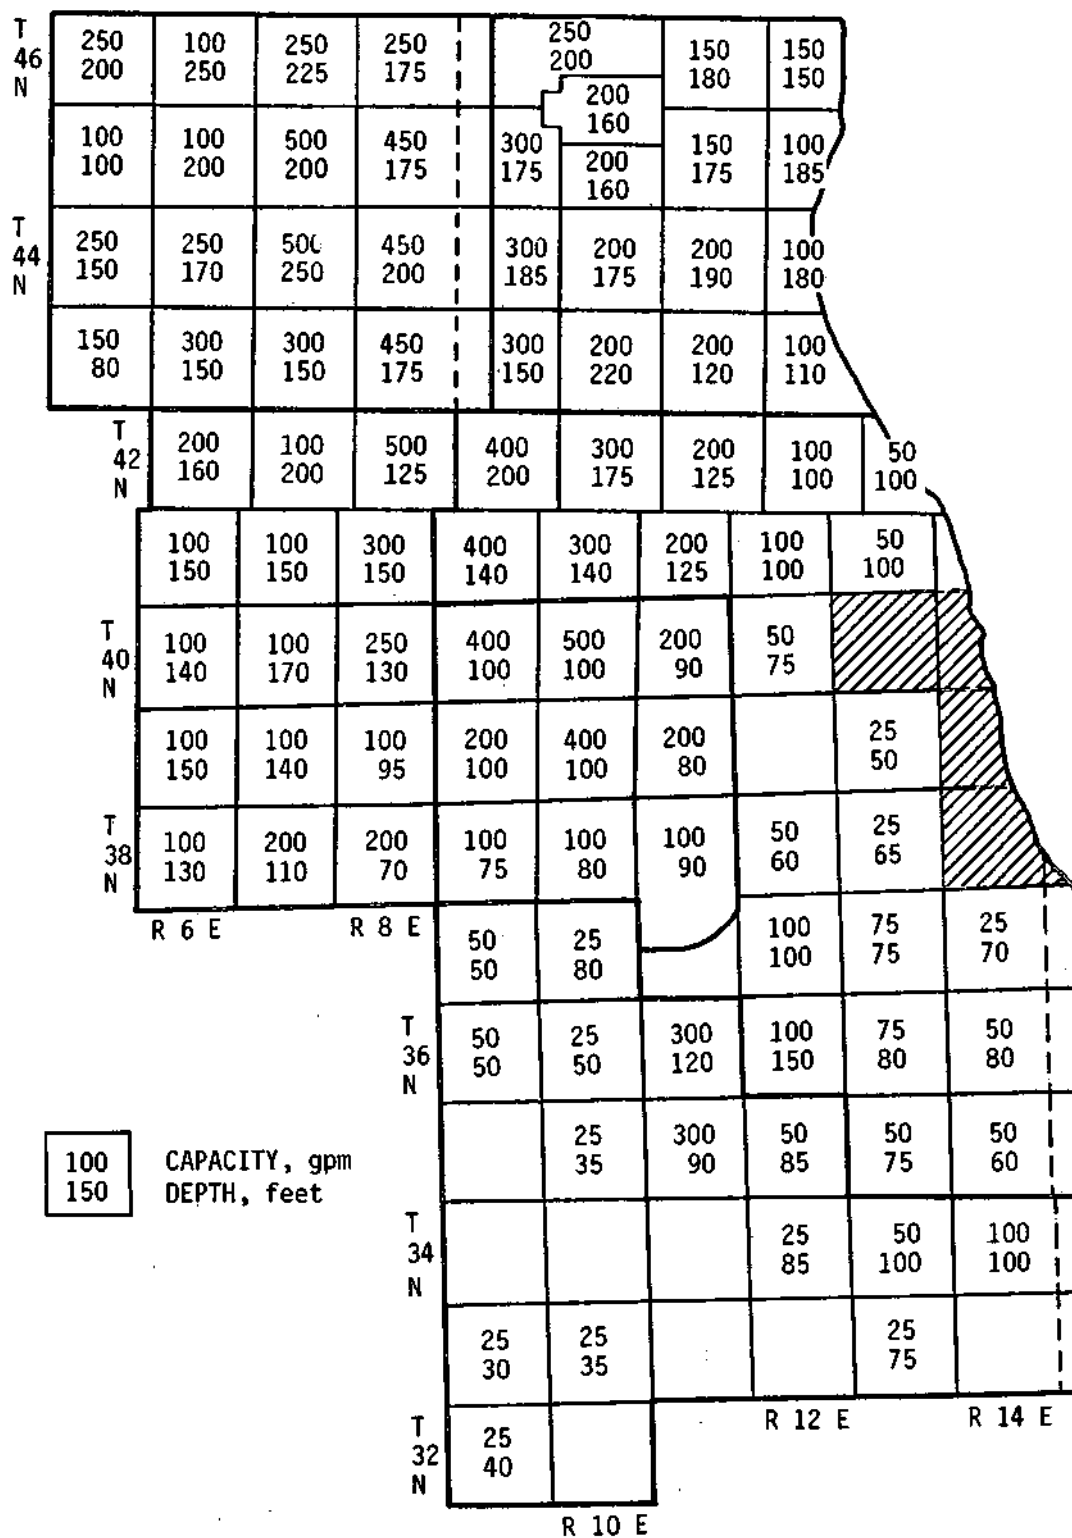 T 46 N
250 100 250 250 250 150 150
200 250 225 175 200 180 150
200
160
100 100 500 450 300 150 100
100 200 200 175 175 175 185
200
160
T 44 N
250 250 500 450 300 200 200 100
150 170 250 200 185 175 190 180
150 300 300 450 300 200 200 100
80 150 150 175 150 220 120 110
T 42 N
200 100 500 400 300 200 100 50
160 200 125 200 175 125 100 100
100 100 300 400 300 200 100 50
150 150 150 140 140 125 100 100
T 40 N
100 100 250 400 500 200 50
140 170 130 100 100 90 75
100 100 100 200 400 200 25
150 140 95 100 100 80 50
T 38 N
100 200 200 100 100 100 50 25
130 110 70 75 80 90 60 65
R 6 E R 8 E
50 25 100 75 25
50 80 100 75 70
T 36 N
50 25 300 100 75 50
50 50 120 150 80 80
25 300 50 50 50
35 90 85 75 60
100 CAPACITY, gpm
150 DEPTH, feet
T 34 N
25 50 100
85 100 100
25 25 25
30 35 75
R 12 E R 14 E
T 32 N
25
40
R 10 E